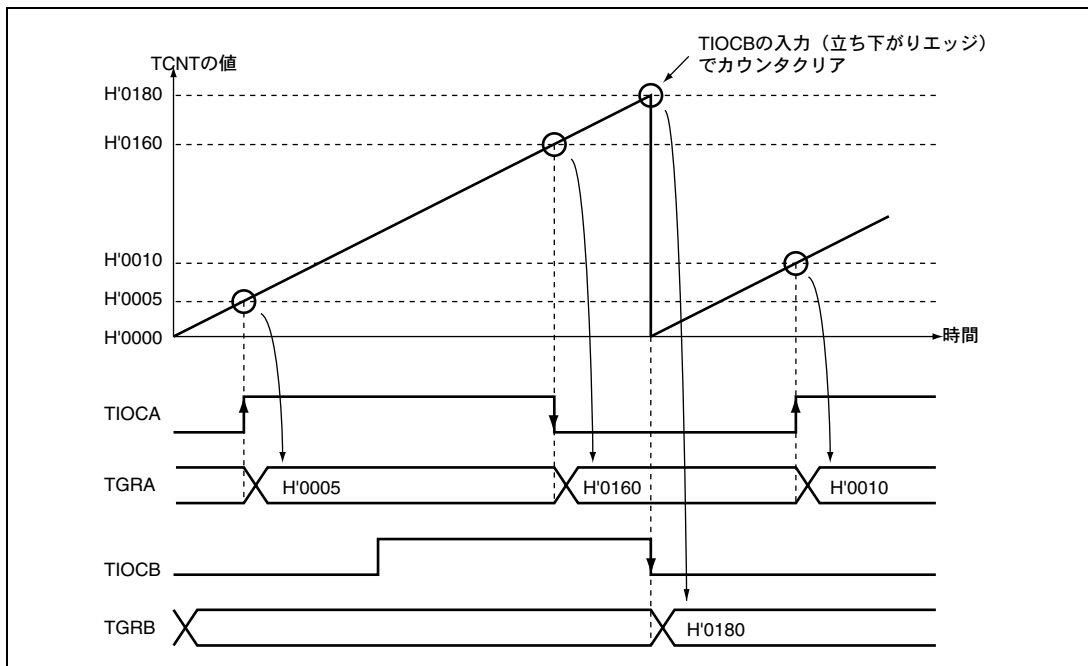 TIOCBの入力（立ち下がりエッジ）
でカウンタクリア
TCNTの値
H'0180
H'0160
H'0010
H'0005
H'0000
時間
TIOCA
TGRA
H'0005
H'0160
H'0010
TIOCB
TGRB
H'0180